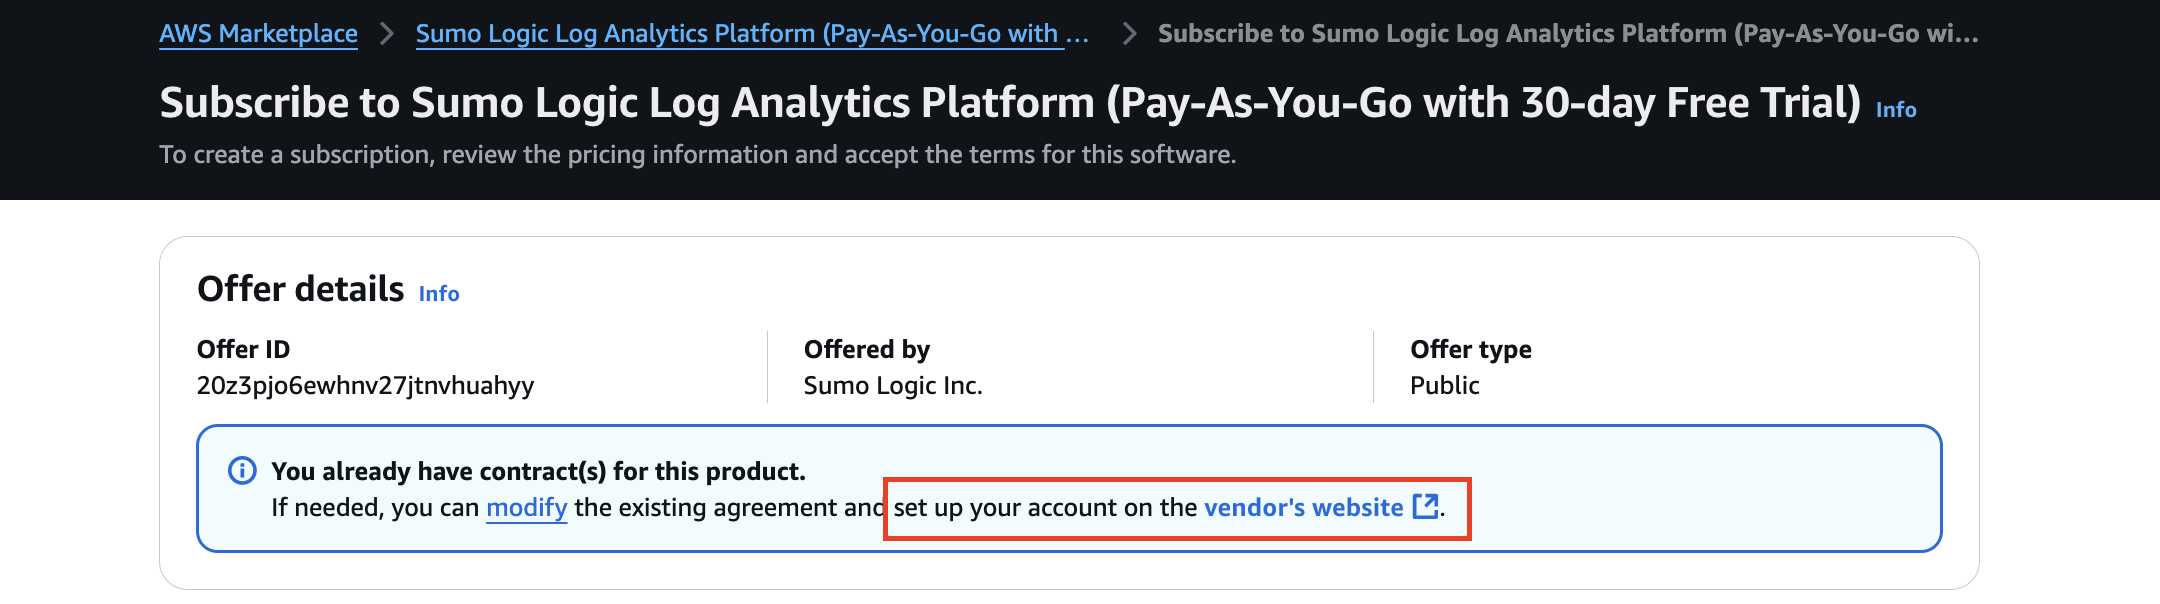 AWS Marketplace > Sumo Logic Log Analytics Platform (Pay-As-You-Go with ... > Subscribe to Sumo Logic Log Analytics Platform (Pay-As-You-Go wi...
Subscribe to Sumo Logic Log Analytics Platform (Pay-As-You-Go with 30-day Free Trial) Info
To create a subscription, review the pricing information and accept the terms for this software.
Offer details Info
Offer ID
20z3pjo6ewhnv27jtnvhuahyy
Offered by
Sumo Logic Inc.
Offer type
Public
You already have contract(s) for this product.
If needed, you can modify the existing agreement and set up your account on the vendor's website.